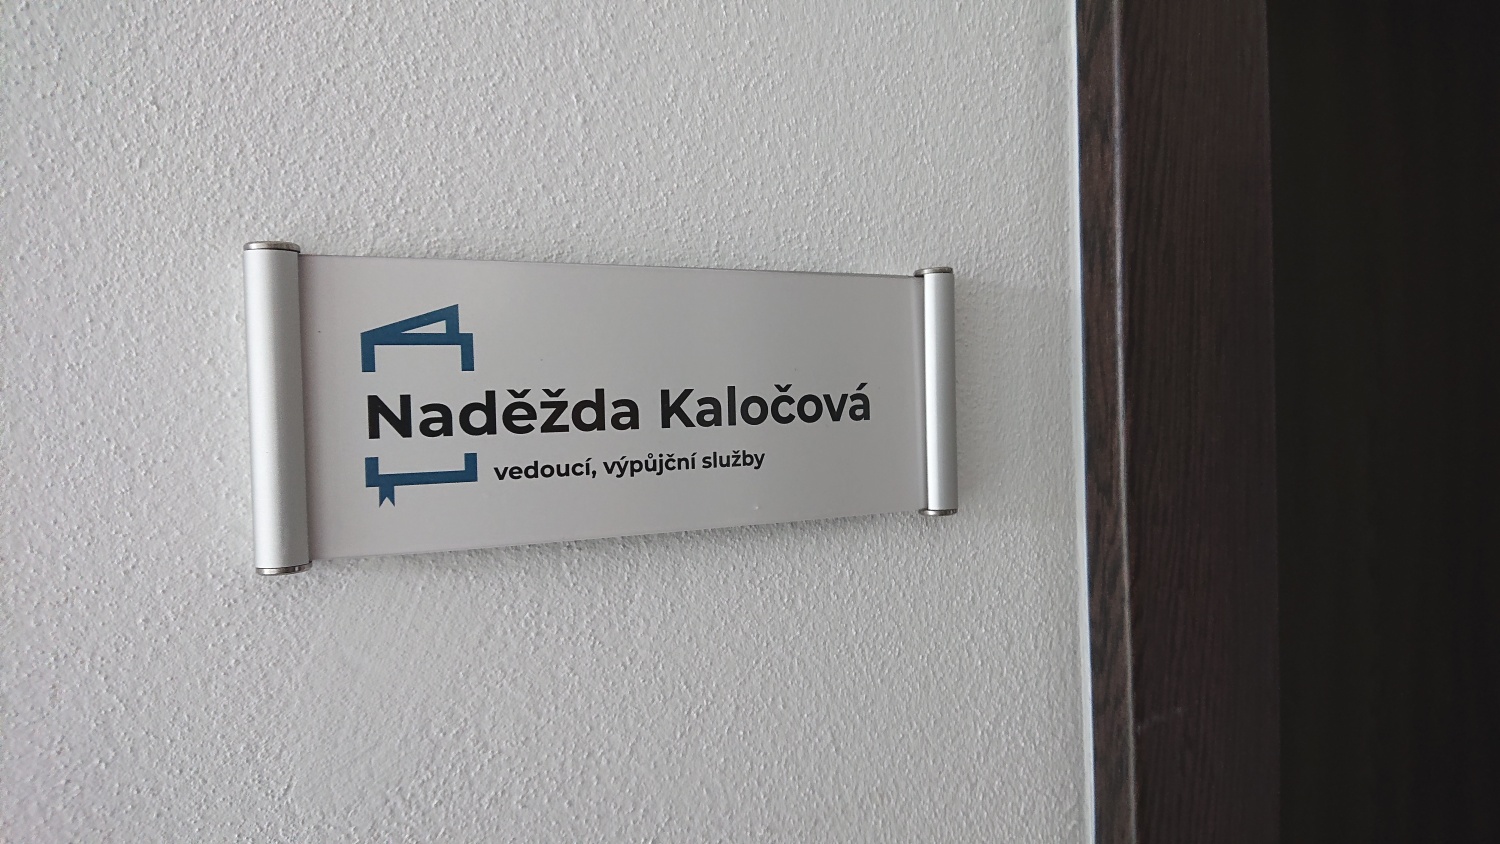 Naděžda Kaločová
vedoucí, výpůjční služby